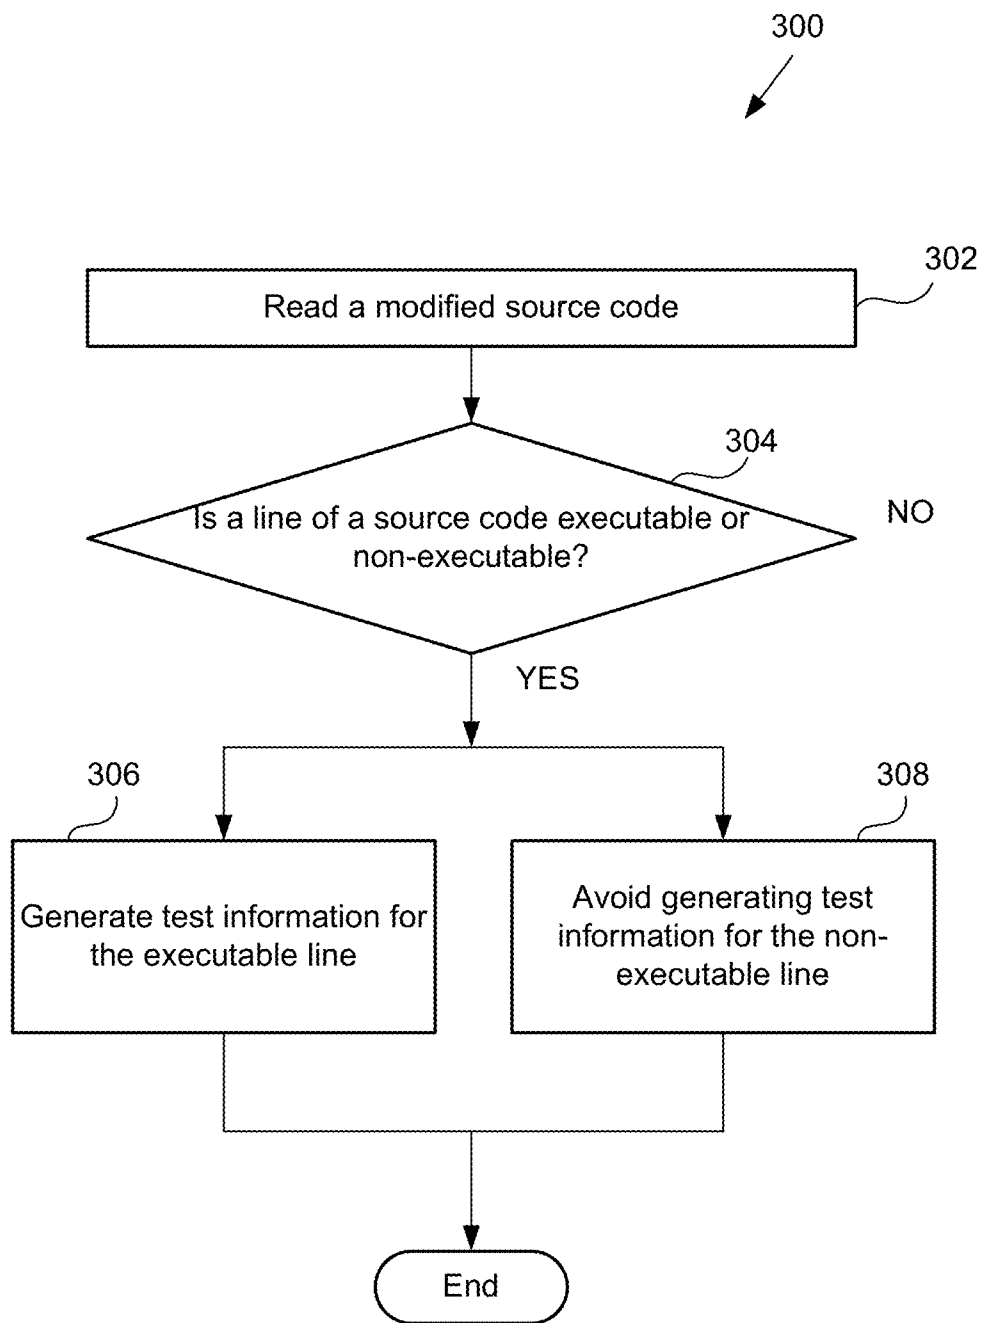 300
302
Read a modified source code
304
Is a line of a source code executable or
non-executable?
NO
YES
306
308
Generate test information for
the executable line
Avoid generating test
information for the non-
executable line
End